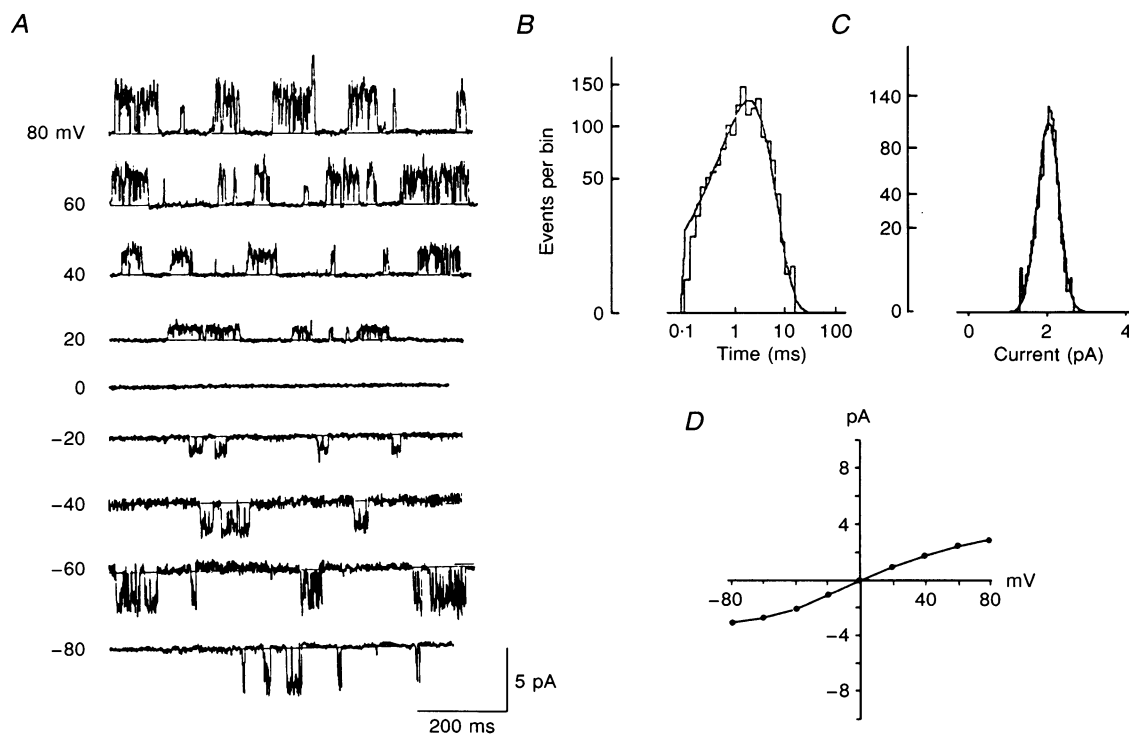 A
80 mV
60
40
20
0
−20
−40
−60
−80
5 pA
200 ms
B
Events per bin
150
100
50
0
0·1 1 10 100
Time (ms)
C
140
80
40
20
0
0 2 4
Current (pA)
D
pA
8
4
−4
−8
−80 40 80
mV